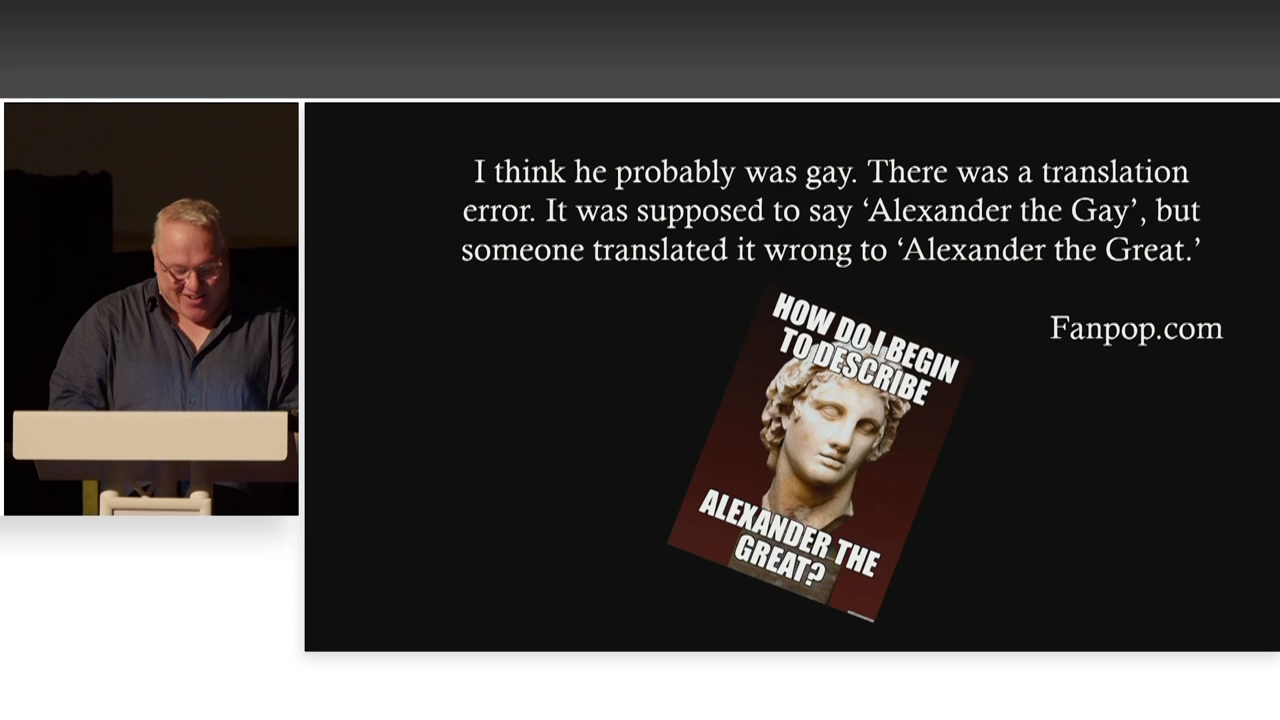 I think he probably was gay. There was a translation
error. It was supposed to say ‘Alexander the Gay’, but
someone translated it wrong to ‘Alexander the Great.’
Fanpop.com
HOW DO I BEGIN
TO DESCRIBE
ALEXANDER THE
GREAT?